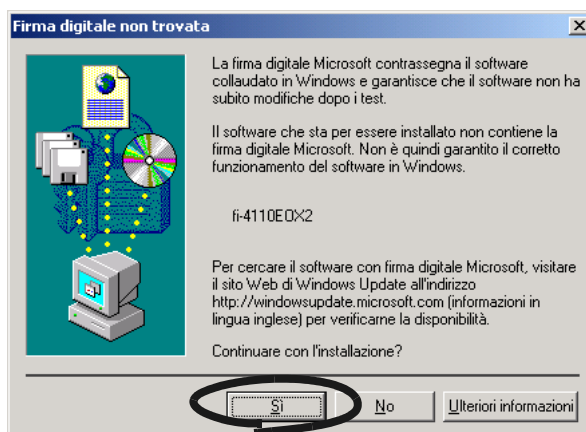 Firma digitale non trovata
La firma digitale Microsoft contrassegna il software
collaudato in Windows e garantisce che il software non ha
subito modifiche dopo i test.
Il software che sta per essere installato non contiene la
firma digitale Microsoft. Non è quindi garantito il corretto
funzionamento del software in Windows.
fi-4110EOX2
Per cercare il software con firma digitale Microsoft, visitare
il sito Web di Windows Update all'indirizzo
http://windowsupdate.microsoft.com (informazioni in
lingua inglese) per verificarne la disponibilità.
Continuare con l'installazione?
Sì No Ulteriori informazioni